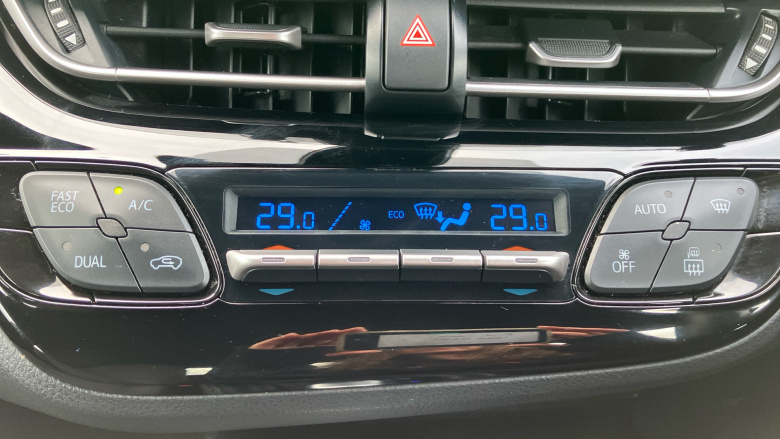 FAST
ECO
A/C
DUAL
29.0
ECO
29.0
AUTO
OFF